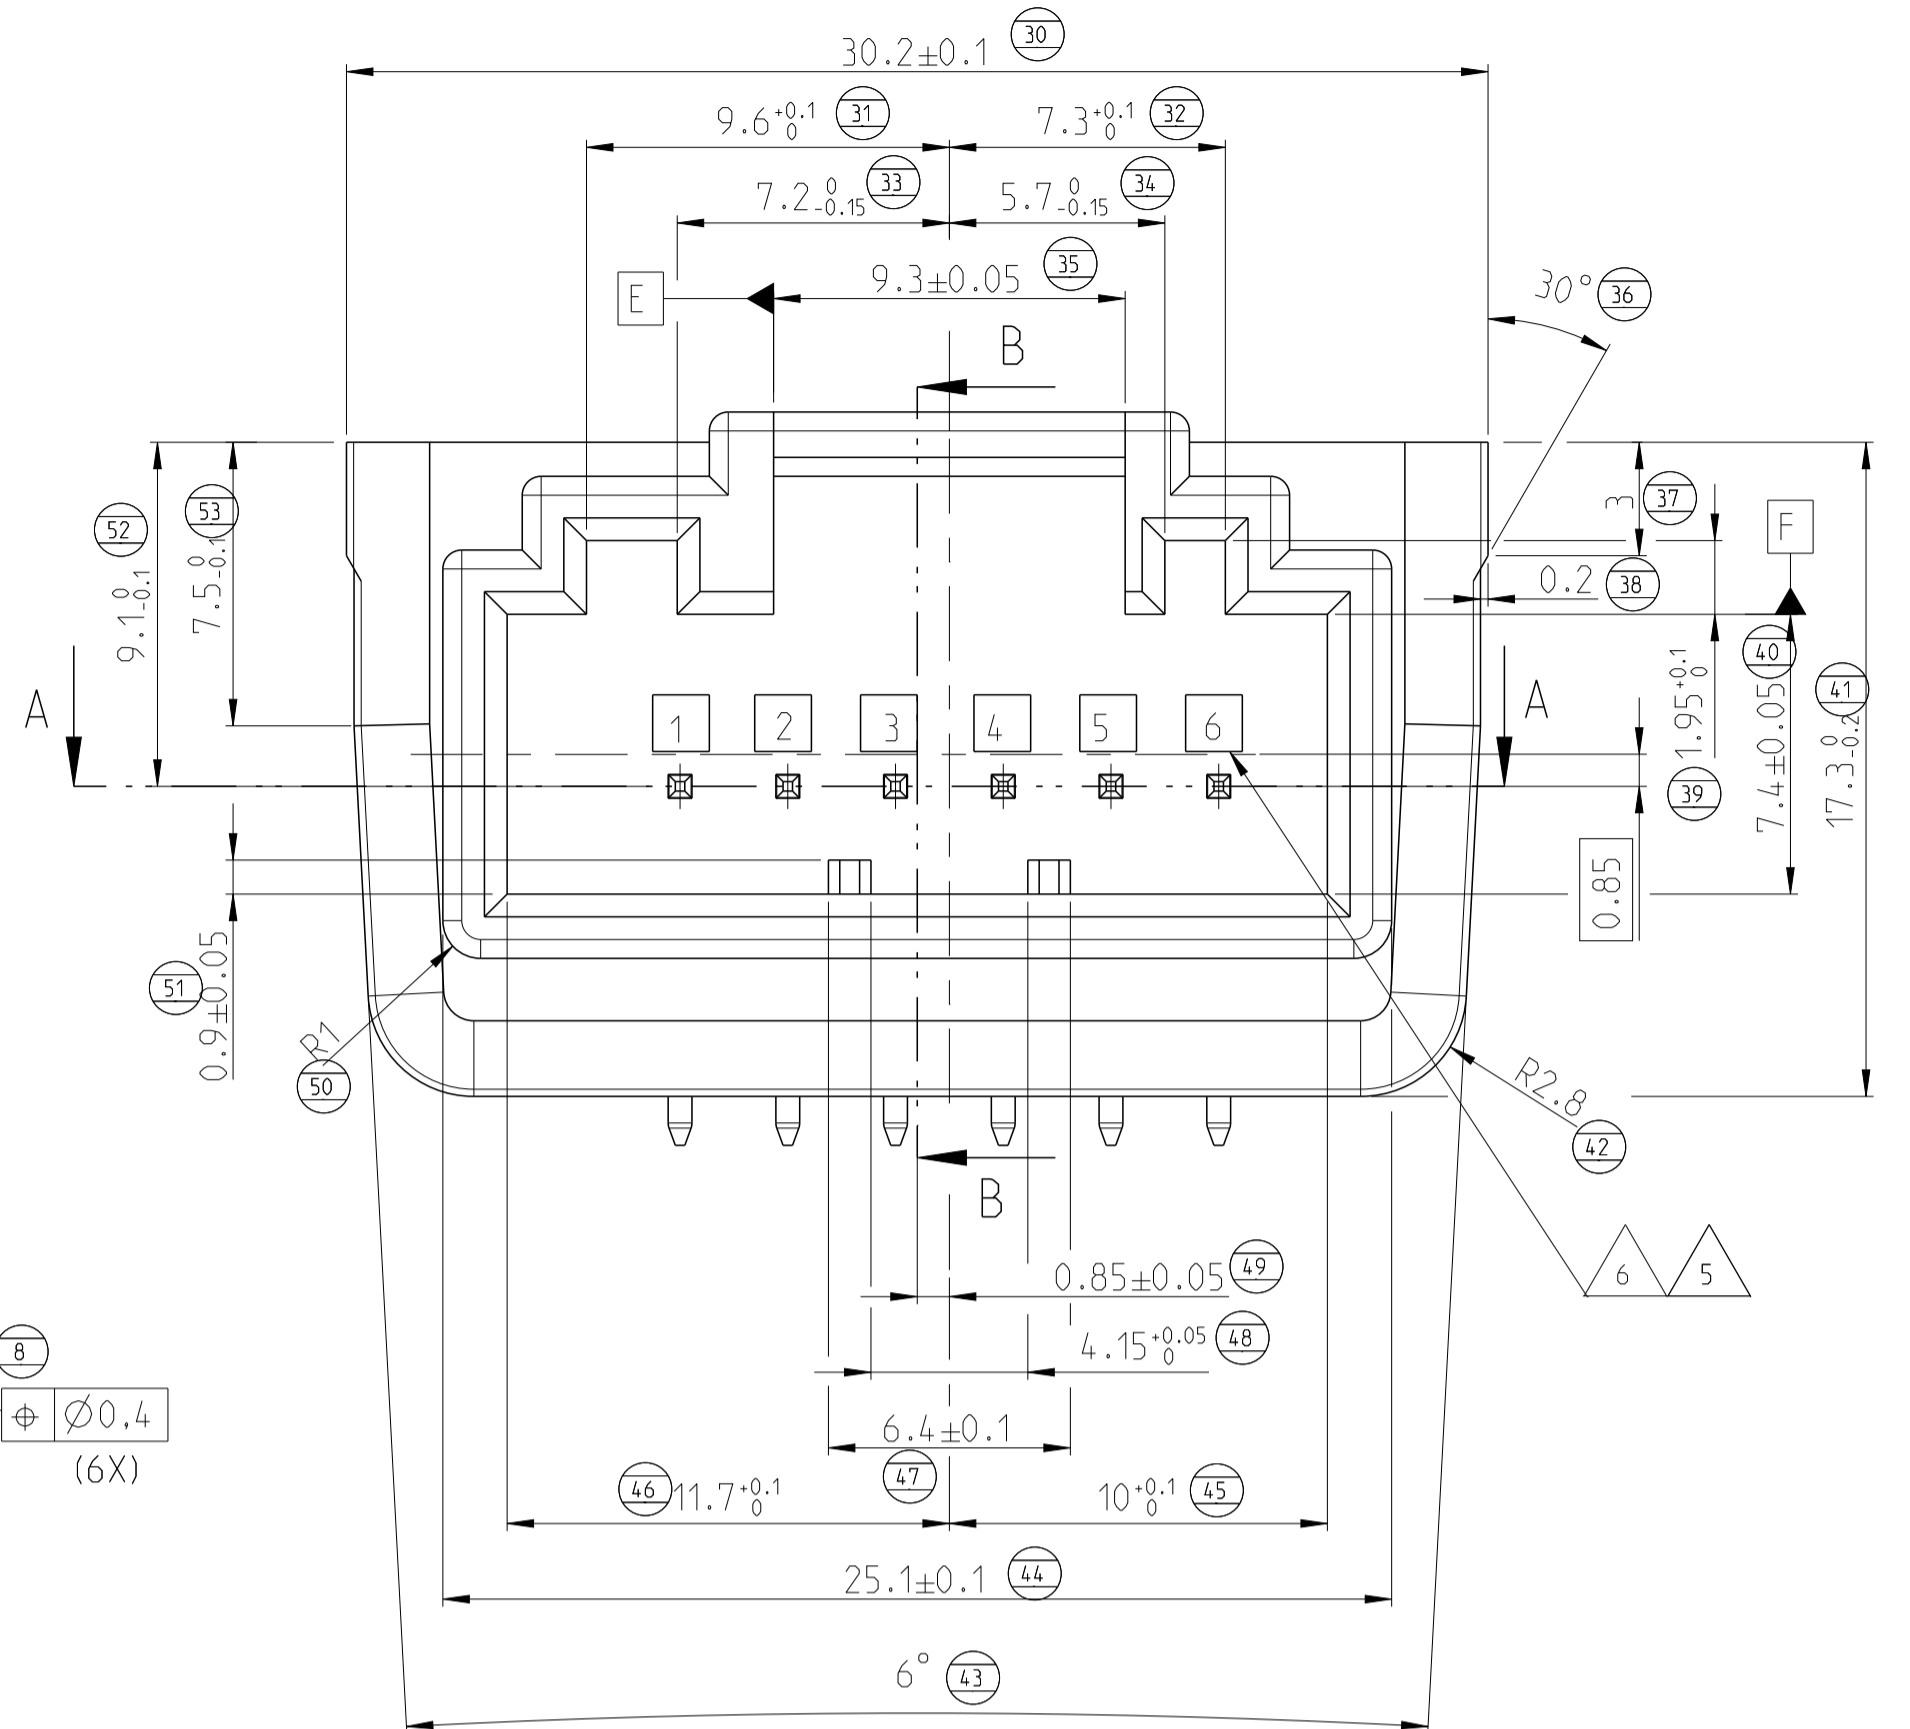 30.2±0.1 30
9.6 +0.1 0 31
7.3 +0.1 0 32
7.2 0 -0.15 33
5.7 0 -0.15 34
9.3±0.05 35
E
B
30° 36
3 37
F
0.2 38
52
9.1 0 -0.1
53
7.5 0 -0.1
1.95 +0.1 0
39
40
7.4±0.05
41
17.3 0 -0.2
A
A
1 2 3 4 5 6
0.85
51
0.9±0.05
R1
50
R2.8
42
B
6 5
0.85±0.05 49
4.15 +0.05 0 48
8
⌖ ∅0,4
(6X)
6.4±0.1
47
46 11.7 +0.1 0
10 +0.1 0 45
25.1±0.1 44
6° 43